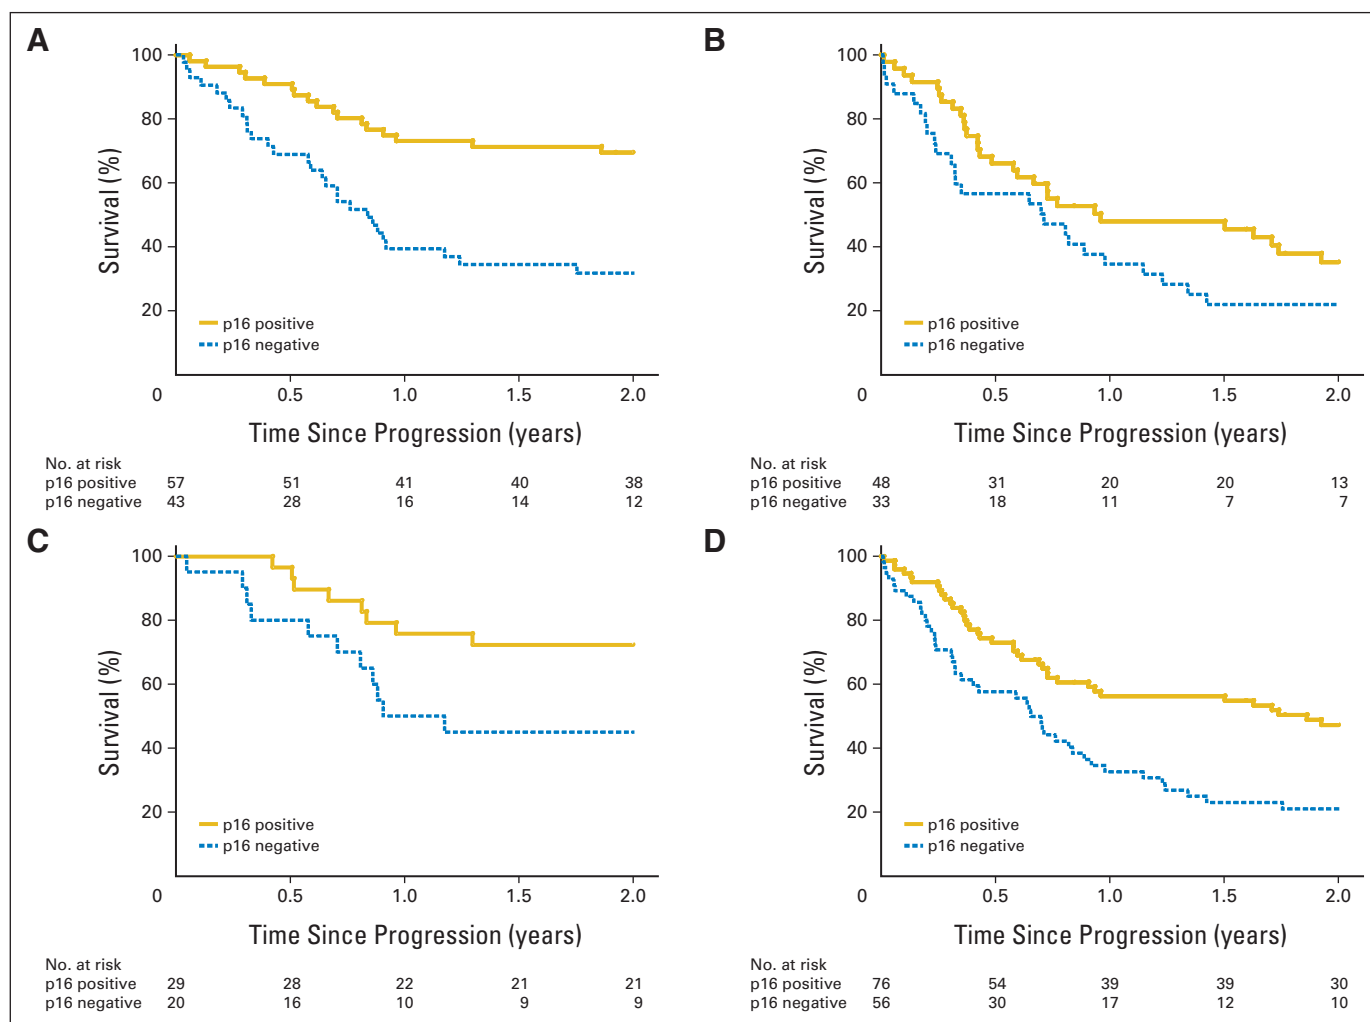 A
100
80
60
40
20
Survival (%)
p16 positive
p16 negative
0 0.5 1.0 1.5 2.0
Time Since Progression (years)
No. at risk
p16 positive 57 51 41 40 38
p16 negative 43 28 16 14 12
B
100
80
60
40
20
Survival (%)
p16 positive
p16 negative
0 0.5 1.0 1.5 2.0
Time Since Progression (years)
No. at risk
p16 positive 48 31 20 20 13
p16 negative 33 18 11 7 7
C
100
80
60
40
20
Survival (%)
p16 positive
p16 negative
0 0.5 1.0 1.5 2.0
Time Since Progression (years)
No. at risk
p16 positive 29 28 22 21 21
p16 negative 20 16 10 9 9
D
100
80
60
40
20
Survival (%)
p16 positive
p16 negative
0 0.5 1.0 1.5 2.0
Time Since Progression (years)
No. at risk
p16 positive 76 54 39 39 30
p16 negative 56 30 17 12 10